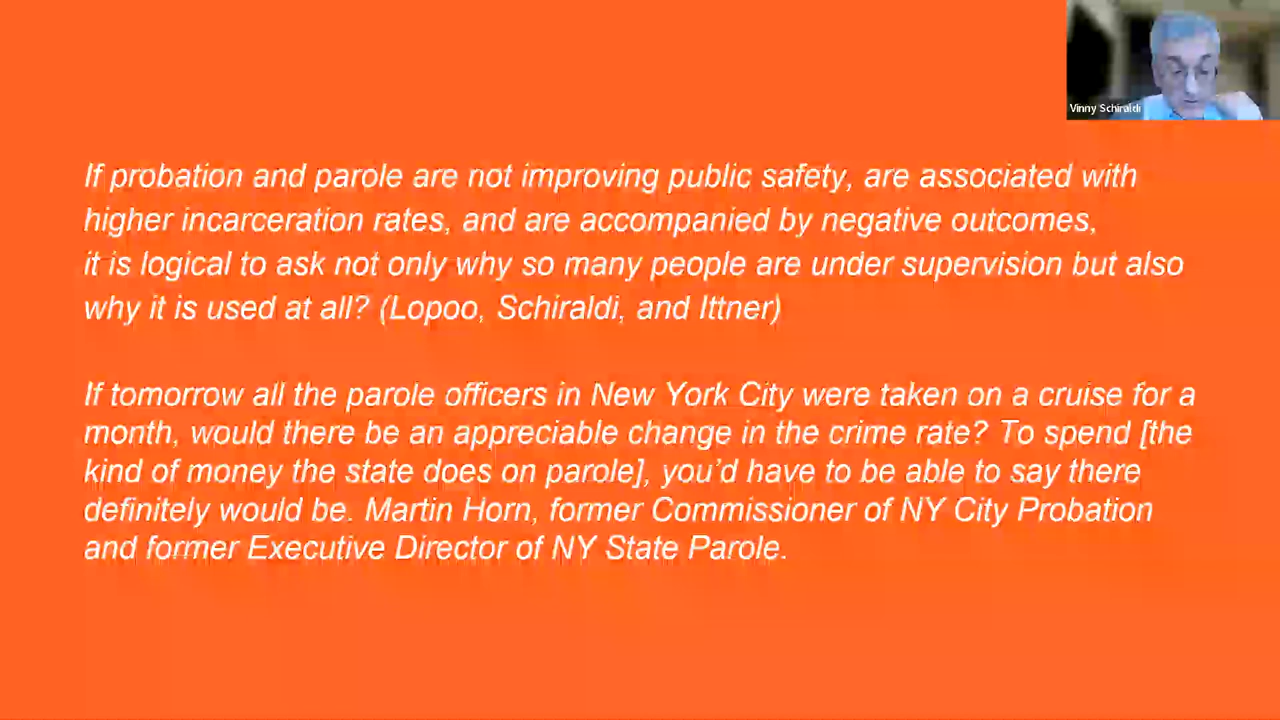 Vinny Schiraldi
If probation and parole are not improving public safety, are associated with
higher incarceration rates, and are accompanied by negative outcomes,
it is logical to ask not only why so many people are under supervision but also
why it is used at all? (Lopoo, Schiraldi, and Ittner)
If tomorrow all the parole officers in New York City were taken on a cruise for a
month, would there be an appreciable change in the crime rate? To spend [the
kind of money the state does on parole], you’d have to be able to say there
definitely would be. Martin Horn, former Commissioner of NY City Probation
and former Executive Director of NY State Parole.